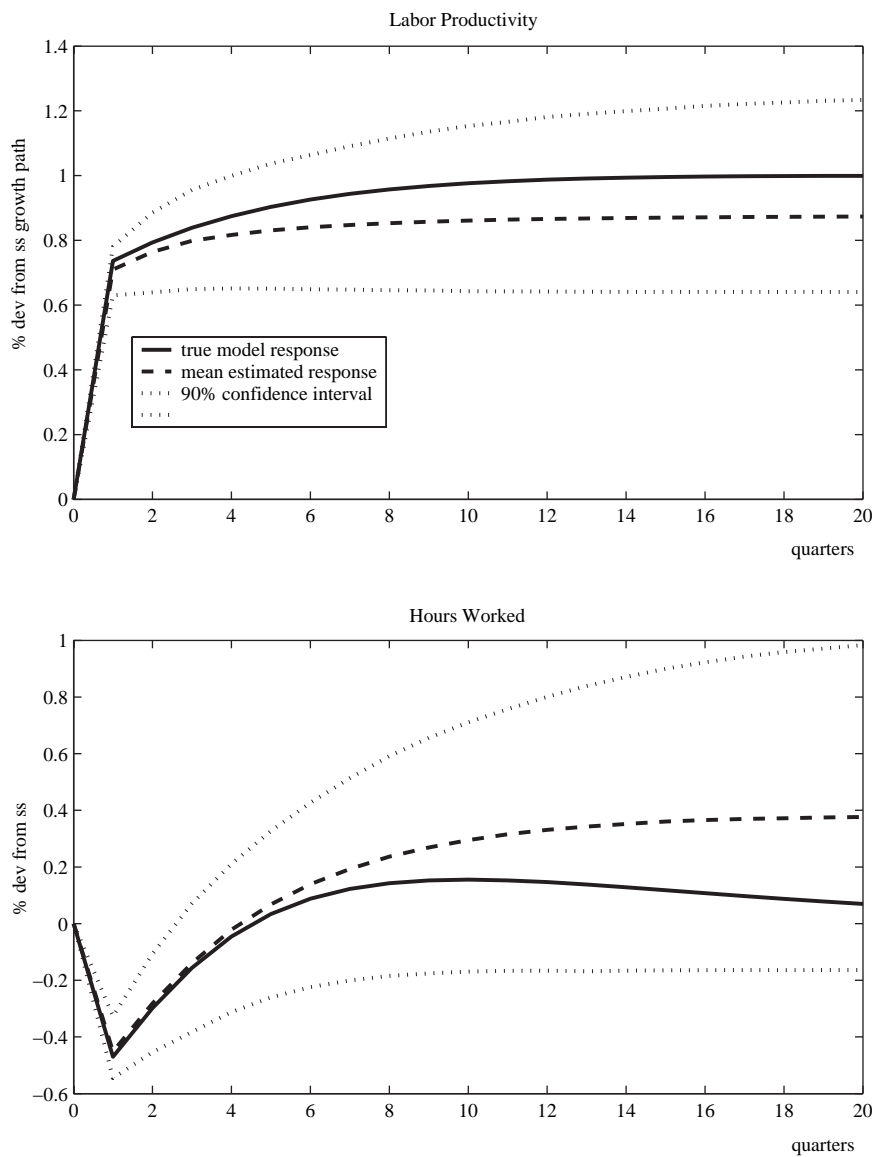 Labor Productivity
1.4
1.2
1
0.8
0.6
0.4
0.2
0
% dev from ss growth path
true model response
mean estimated response
90% confidence interval
0 2 4 6 8 10 12 14 16 18 20
quarters
Hours Worked
1
0.8
0.6
0.4
0.2
0
−0.2
−0.4
−0.6
% dev from ss
0 2 4 6 8 10 12 14 16 18 20
quarters